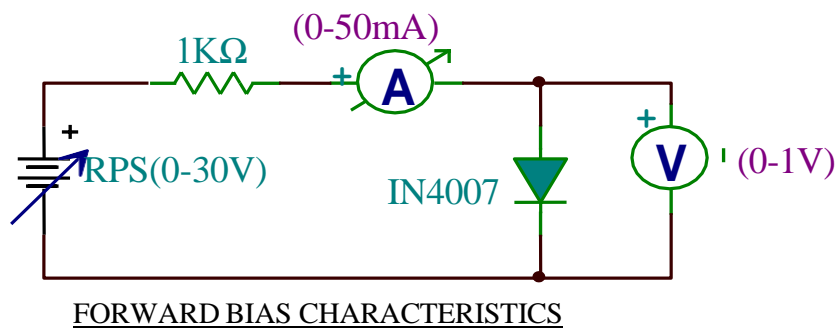 (0-50mA)
1KΩ
+
A
+
+
RPS(0-30V)
V
(0-1V)
IN4007
FORWARD BIAS CHARACTERISTICS